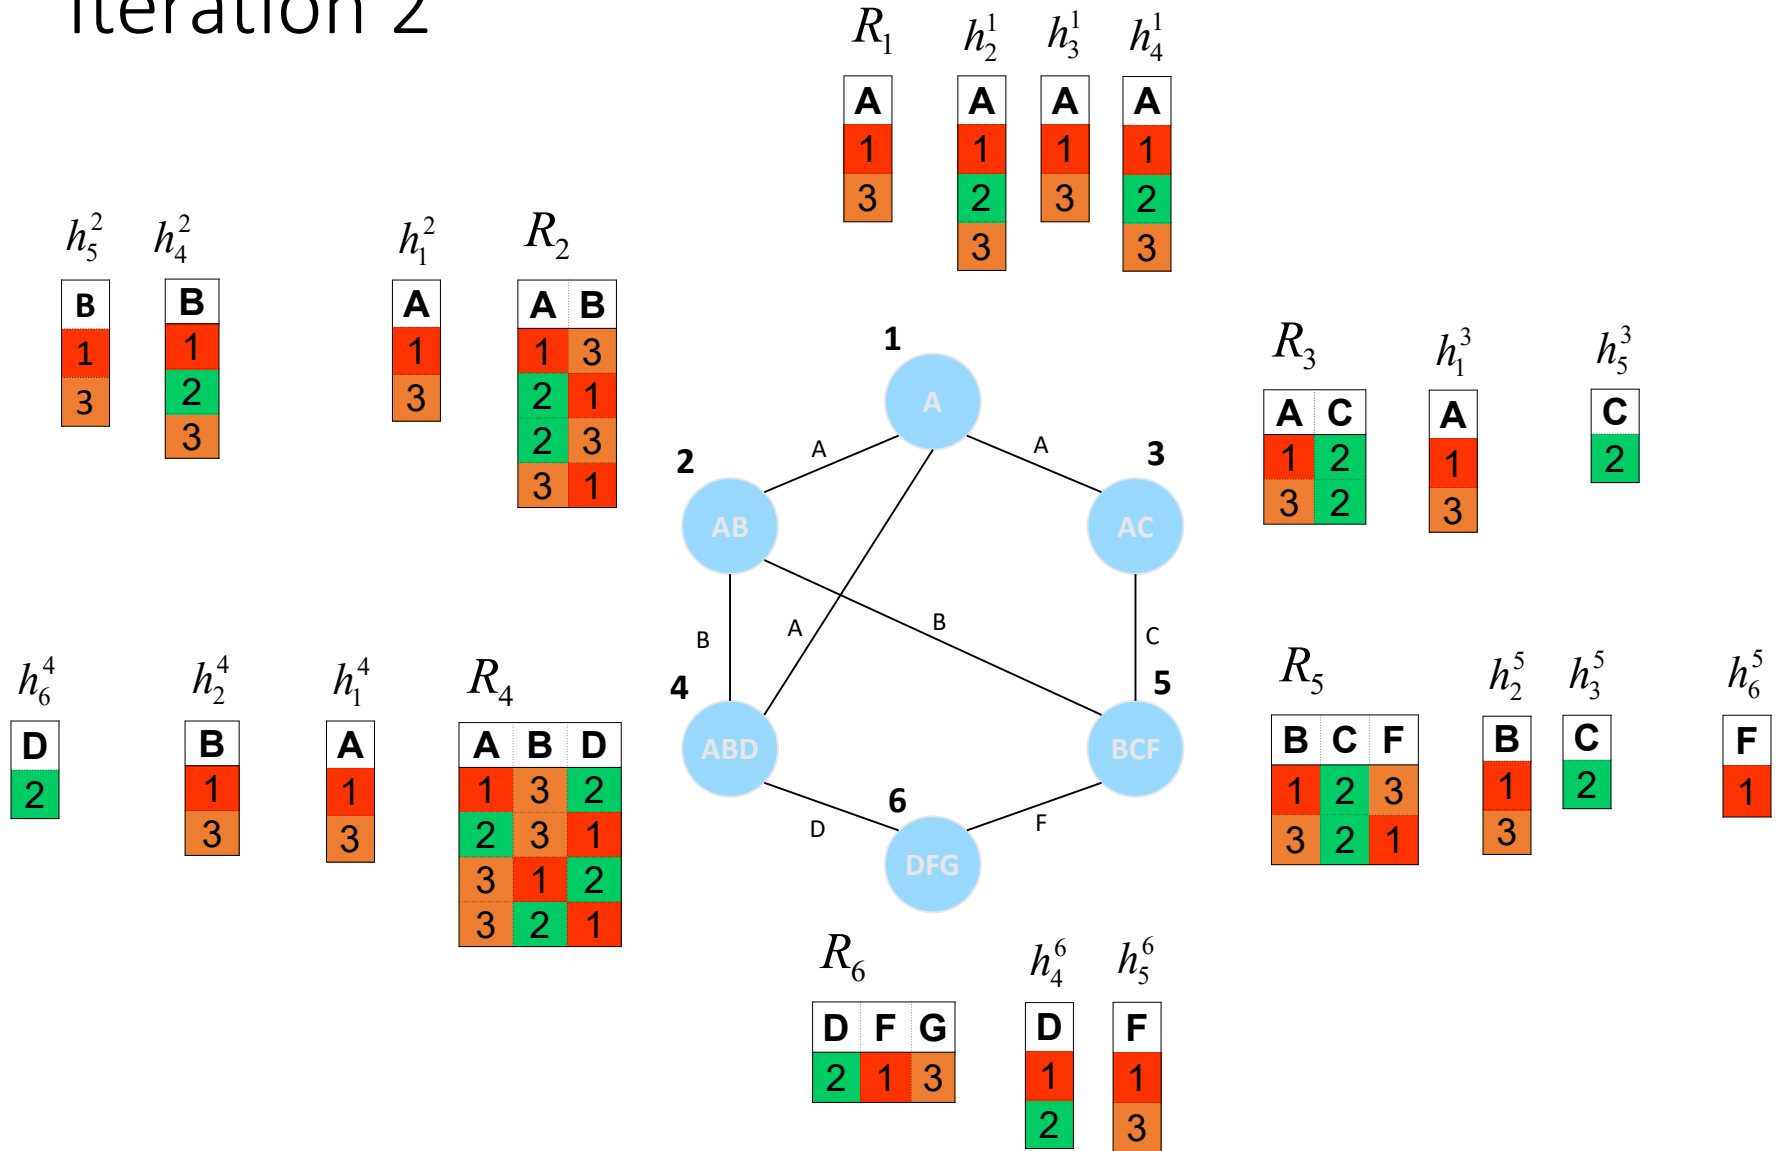 Iteration 2
R₁ h₂¹ h₃¹ h₄¹
A A A A
1 1 1 1
3 2 3 2
3 3
h₅² h₄² h₁² R₂
B B A A B
1 1 1 1 3
3 2 3 2 1
3 2 3
3 1
R₃ h₁³ h₅³
A C A C
1 2 1 2
3 2 3
1
A
A A
2 3
AB AC
B A B C
4 5
ABD BCF
6
D F
DFG
h₆⁴ h₂⁴ h₁⁴ R₄
D B A A B D
2 1 1 1 3 2
3 3 2 3 1
3 1 2
3 2 1
R₅ h₂⁵ h₃⁵ h₆⁵
B C F B C F
1 2 3 1 2 1
3 2 1 3
R₆ h₄⁶ h₅⁶
D F G D F
2 1 3 1 1
2 3